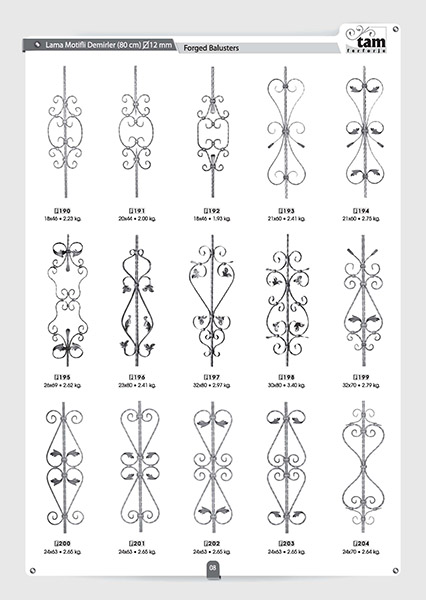 Lama Motifli Demirler (80 cm) 12 mm
Forged Balusters
tam
ferforje
190
18x46 • 2.23 kg.
191
20x44 • 2.00 kg.
192
18x46 • 1.93 kg.
193
21x60 • 2.41 kg.
194
21x60 • 2.75 kg.
195
26x69 • 2.62 kg.
196
23x80 • 2.41 kg.
197
32x80 • 2.97 kg.
198
30x80 • 3.40 kg.
199
32x70 • 2.79 kg.
200
24x63 • 2.65 kg.
201
24x63 • 2.65 kg.
202
24x63 • 2.65 kg.
203
24x63 • 2.65 kg.
204
24x70 • 2.64 kg.
08